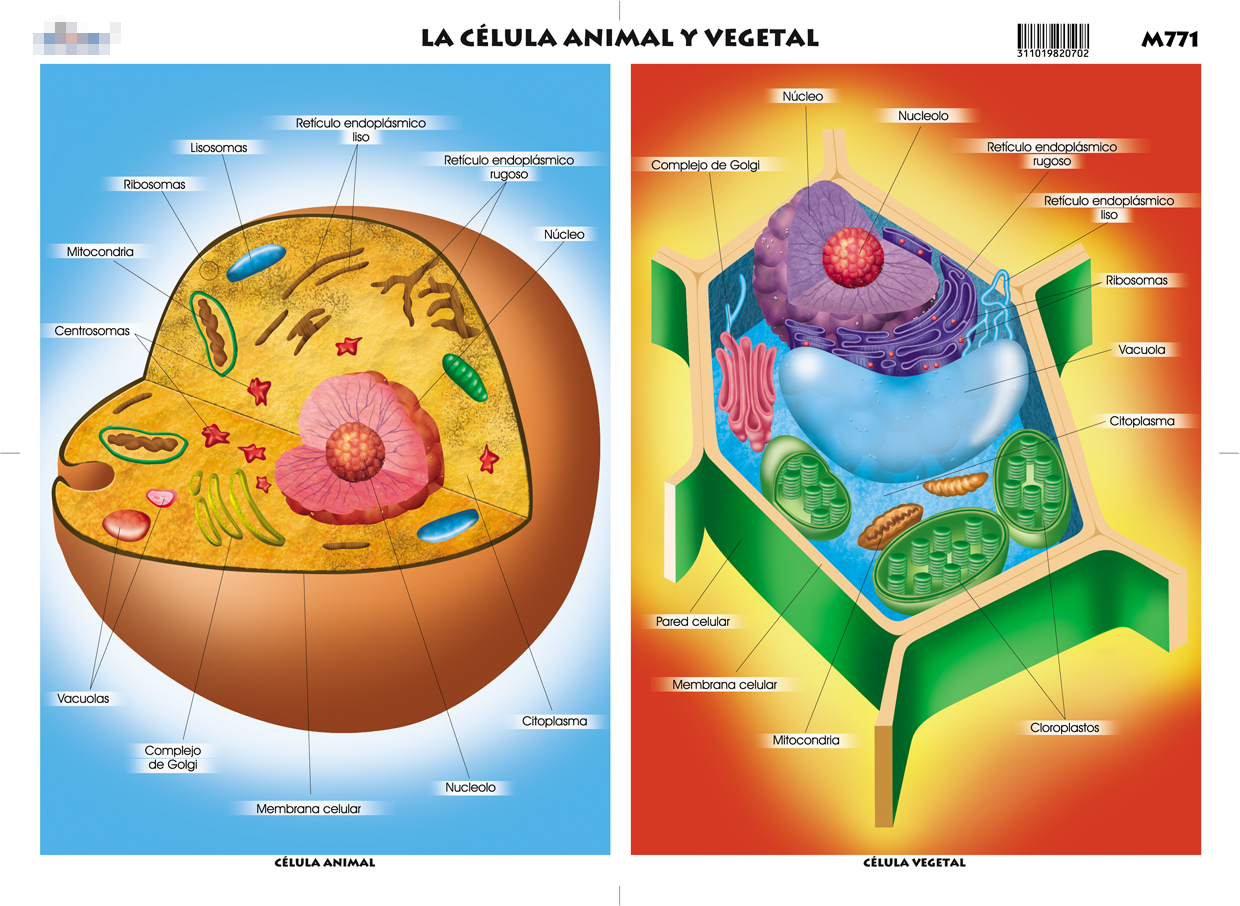 LA CÉLULA ANIMAL Y VEGETAL
311019820702
M771
Retículo endoplásmico
liso
Lisosomas
Retículo endoplásmico
rugoso
Ribosomas
Núcleo
Mitocondria
Centrosomas
Vacuolas
Citoplasma
Complejo
de Golgi
Nucleolo
Membrana celular
CÉLULA ANIMAL
Núcleo
Nucleolo
Retículo endoplásmico
rugoso
Complejo de Golgi
Retículo endoplásmico
liso
Ribosomas
Vacuola
Citoplasma
Pared celular
Membrana celular
Mitocondria
Cloroplastos
CÉLULA VEGETAL